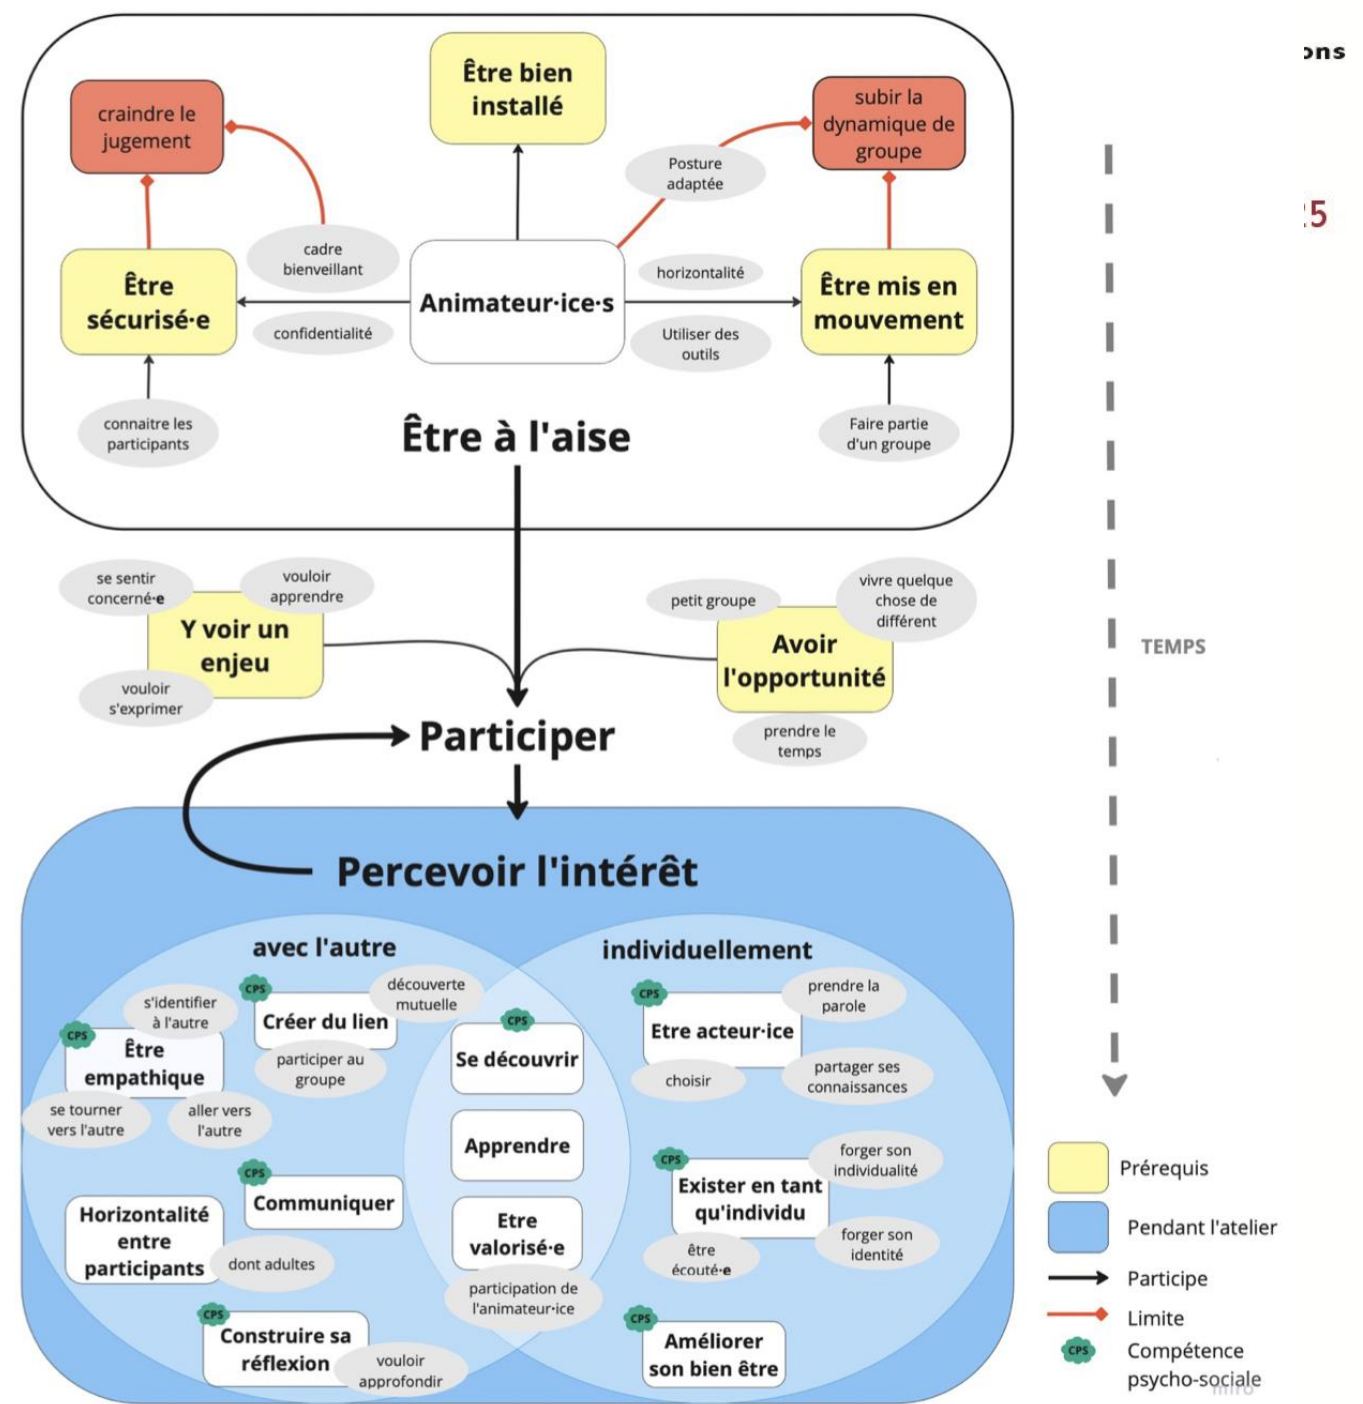 ons
25
craindre le
jugement
Être bien
installé
subir la
dynamique de
groupe
Posture
adaptée
cadre
bienveillant
Être
sécurisé·e
Animateur·ice·s
horizontalité
Être mis en
mouvement
confidentialité
Utiliser des
outils
connaitre les
participants
Être à l'aise
Faire partie
d'un groupe
se sentir
concerné·e
vouloir
apprendre
Y voir un
enjeu
vouloir
s'exprimer
petit groupe
vivre quelque
chose de
différent
Avoir
l'opportunité
prendre le
temps
TEMPS
Participer
Percevoir l'intérêt
avec l'autre
individuellement
s'identifier
à l'autre
CPS
Être
empathique
se tourner
vers l'autre
aller vers
l'autre
CPS
Créer du lien
découverte
mutuelle
participer au
groupe
CPS
Communiquer
Horizontalité
entre
participants
dont adultes
CPS
Construire sa
réflexion
vouloir
approfondir
CPS
Se découvrir
Apprendre
Etre
valorisé·e
participation de
l'animateur·ice
CPS
Etre acteur·ice
prendre la
parole
choisir
partager ses
connaissances
CPS
Exister en tant
qu'individu
forger son
individualité
être
écouté·e
forger son
identité
CPS
Améliorer
son bien être
Prérequis
Pendant l'atelier
Participe
Limite
CPS
Compétence
psycho-sociale
miro